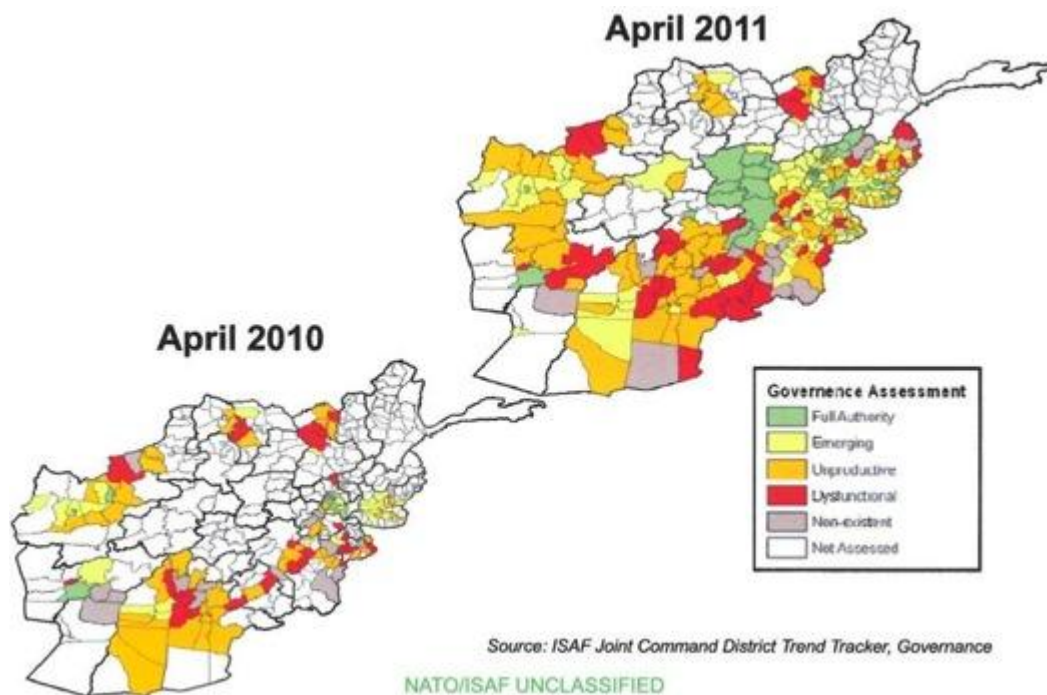 April 2011
April 2010
Governence Assessment
Full Authority
Emerging
Unproductive
Dysfunctional
Non-existent
Not Assessed
Source: ISAF Joint Command District Trend Tracker, Governance
NATO/ISAF UNCLASSIFIED